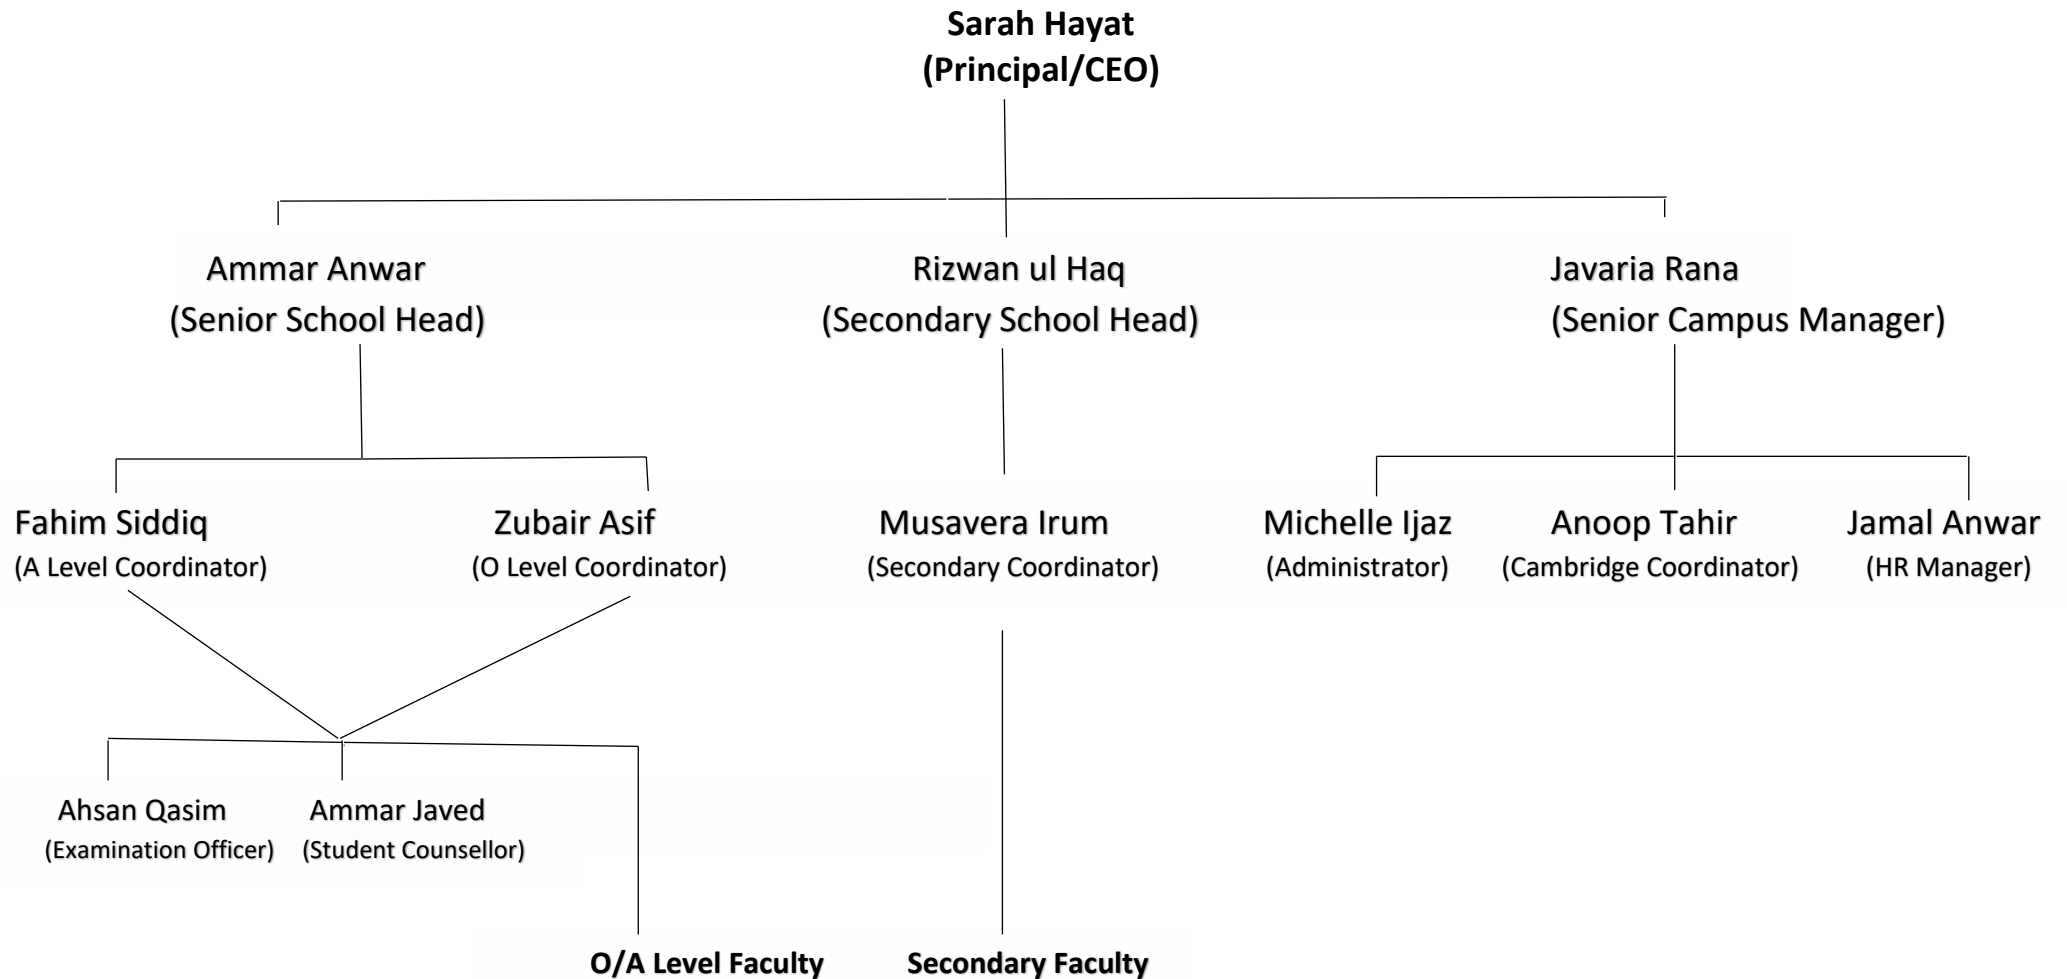 Sarah Hayat
(Principal/CEO)
Ammar Anwar
(Senior School Head)
Rizwan ul Haq
(Secondary School Head)
Javaria Rana
(Senior Campus Manager)
Fahim Siddiq
(A Level Coordinator)
Zubair Asif
(O Level Coordinator)
Musavera Irum
(Secondary Coordinator)
Michelle Ijaz
(Administrator)
Anoop Tahir
(Cambridge Coordinator)
Jamal Anwar
(HR Manager)
Ahsan Qasim
(Examination Officer)
Ammar Javed
(Student Counsellor)
O/A Level Faculty
Secondary Faculty